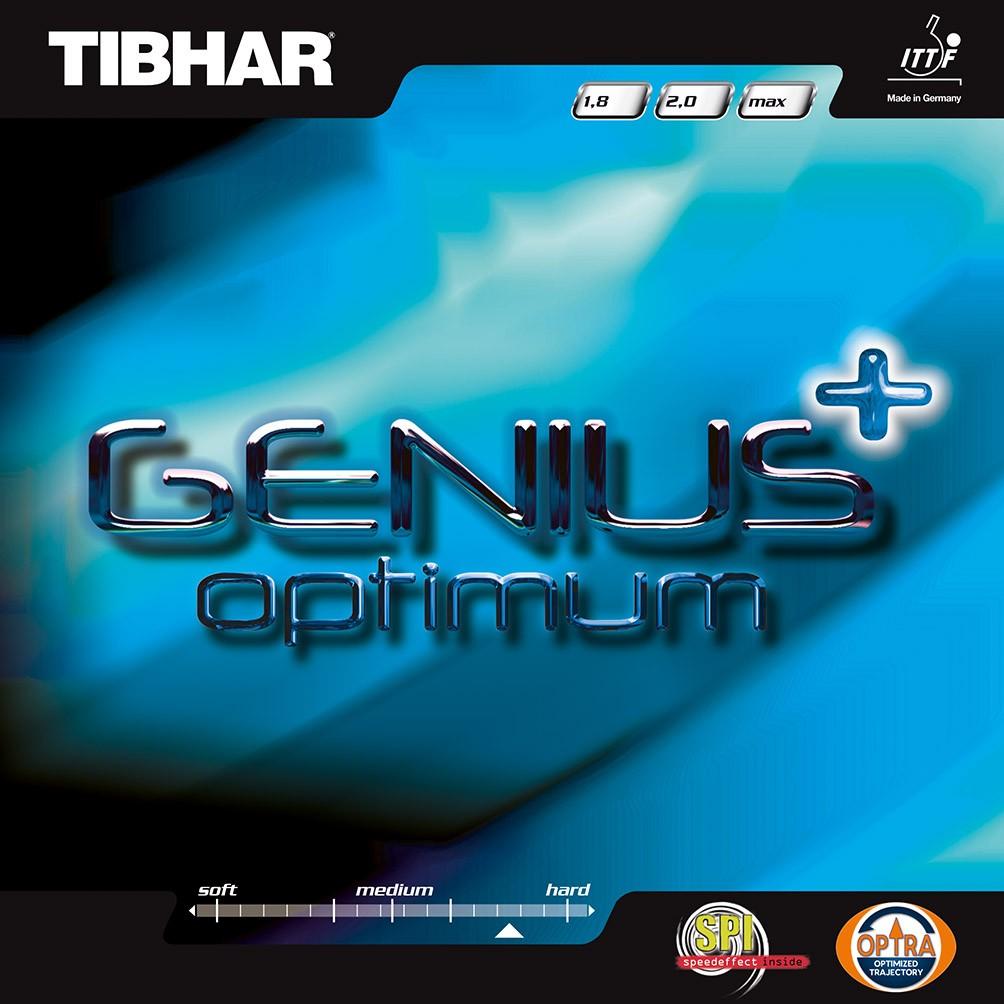 TIBHAR®
1,8 2,0 max
ITTF
Made in Germany
GENIUS+
optimum
soft medium hard
SPI
speedeffect inside
OPTRA
OPTIMIZED
TRAJECTORY